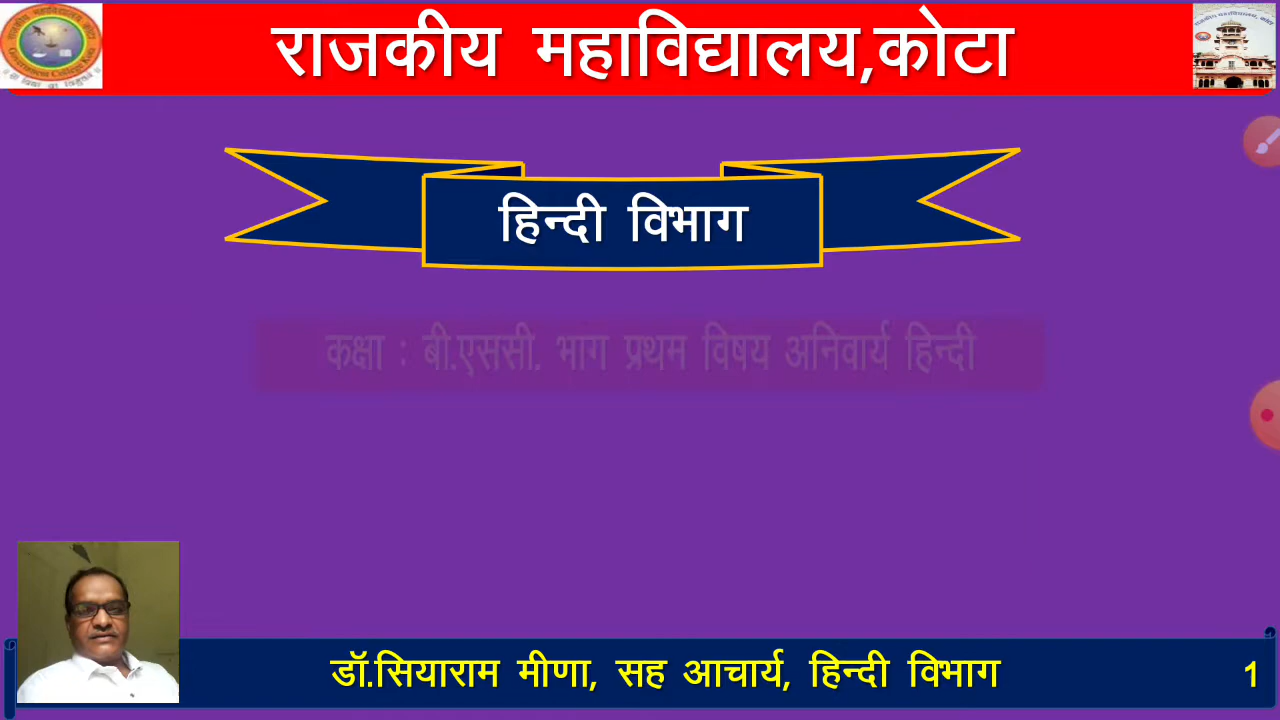 राजकीय महाविद्यालय,कोटा
हिन्दी विभाग
कक्षा : बी.एससी. भाग प्रथम विषय अनिवार्य हिन्दी
डॉ.सियाराम मीणा, सह आचार्य, हिन्दी विभाग
1